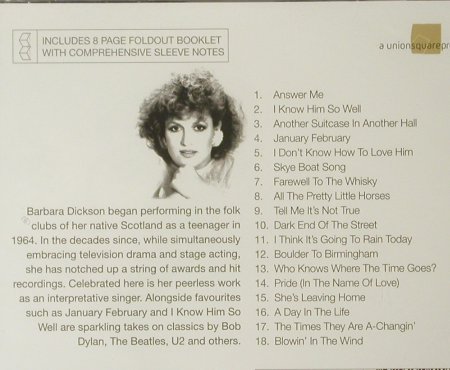 INCLUDES 8 PAGE FOLDOUT BOOKLET
WITH COMPREHENSIVE SLEEVE NOTES
a unionsquarepr
1. Answer Me
2. I Know Him So Well
3. Another Suitcase In Another Hall
4. January February
5. I Don't Know How To Love Him
6. Skye Boat Song
7. Farewell To The Whisky
8. All The Pretty Little Horses
9. Tell Me It's Not True
10. Dark End Of The Street
11. I Think It's Going To Rain Today
12. Boulder To Birmingham
13. Who Knows Where The Time Goes?
14. Pride (In The Name Of Love)
15. She's Leaving Home
16. A Day In The Life
17. The Times They Are A-Changin'
18. Blowin' In The Wind
Barbara Dickson began performing in the folk
clubs of her native Scotland as a teenager in
1964. In the decades since, while simultaneously
embracing television drama and stage acting,
she has notched up a string of awards and hit
recordings. Celebrated here is her peerless work
as an interpretative singer. Alongside favourites
such as January February and I Know Him So
Well are sparkling takes on classics by Bob
Dylan, The Beatles, U2 and others.